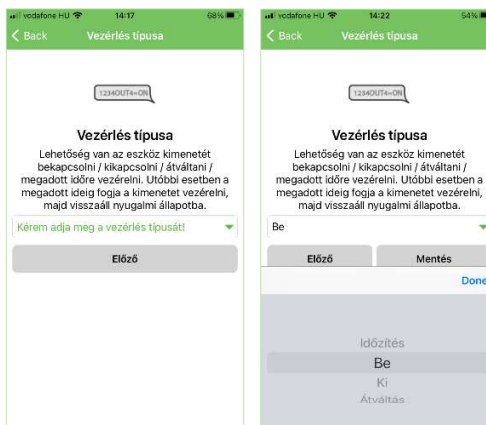 vodafone HU 14:17 68%
Back Vezérlés típusa
1234OUT4=ON
Vezérlés típusa
Lehetőség van az eszköz kimenetét
bekapcsolni / kikapcsolni / átváltani /
megadott időre vezérelni. Utóbbi esetben a
megadott ideig fogja a kimenetet vezérelni,
majd visszaáll nyugalmi állapotba.
Kérem adja meg a vezérlés típusát!
Előző
vodafone HU 14:22 54%
Back Vezérlés típusa
1234OUT4=ON
Vezérlés típusa
Lehetőség van az eszköz kimenetét
bekapcsolni / kikapcsolni / átváltani /
megadott időre vezérelni. Utóbbi esetben a
megadott ideig fogja a kimenetet vezérelni,
majd visszaáll nyugalmi állapotba.
Be
Előző Mentés
Done
Időzítés
Be
Ki
Átváltás